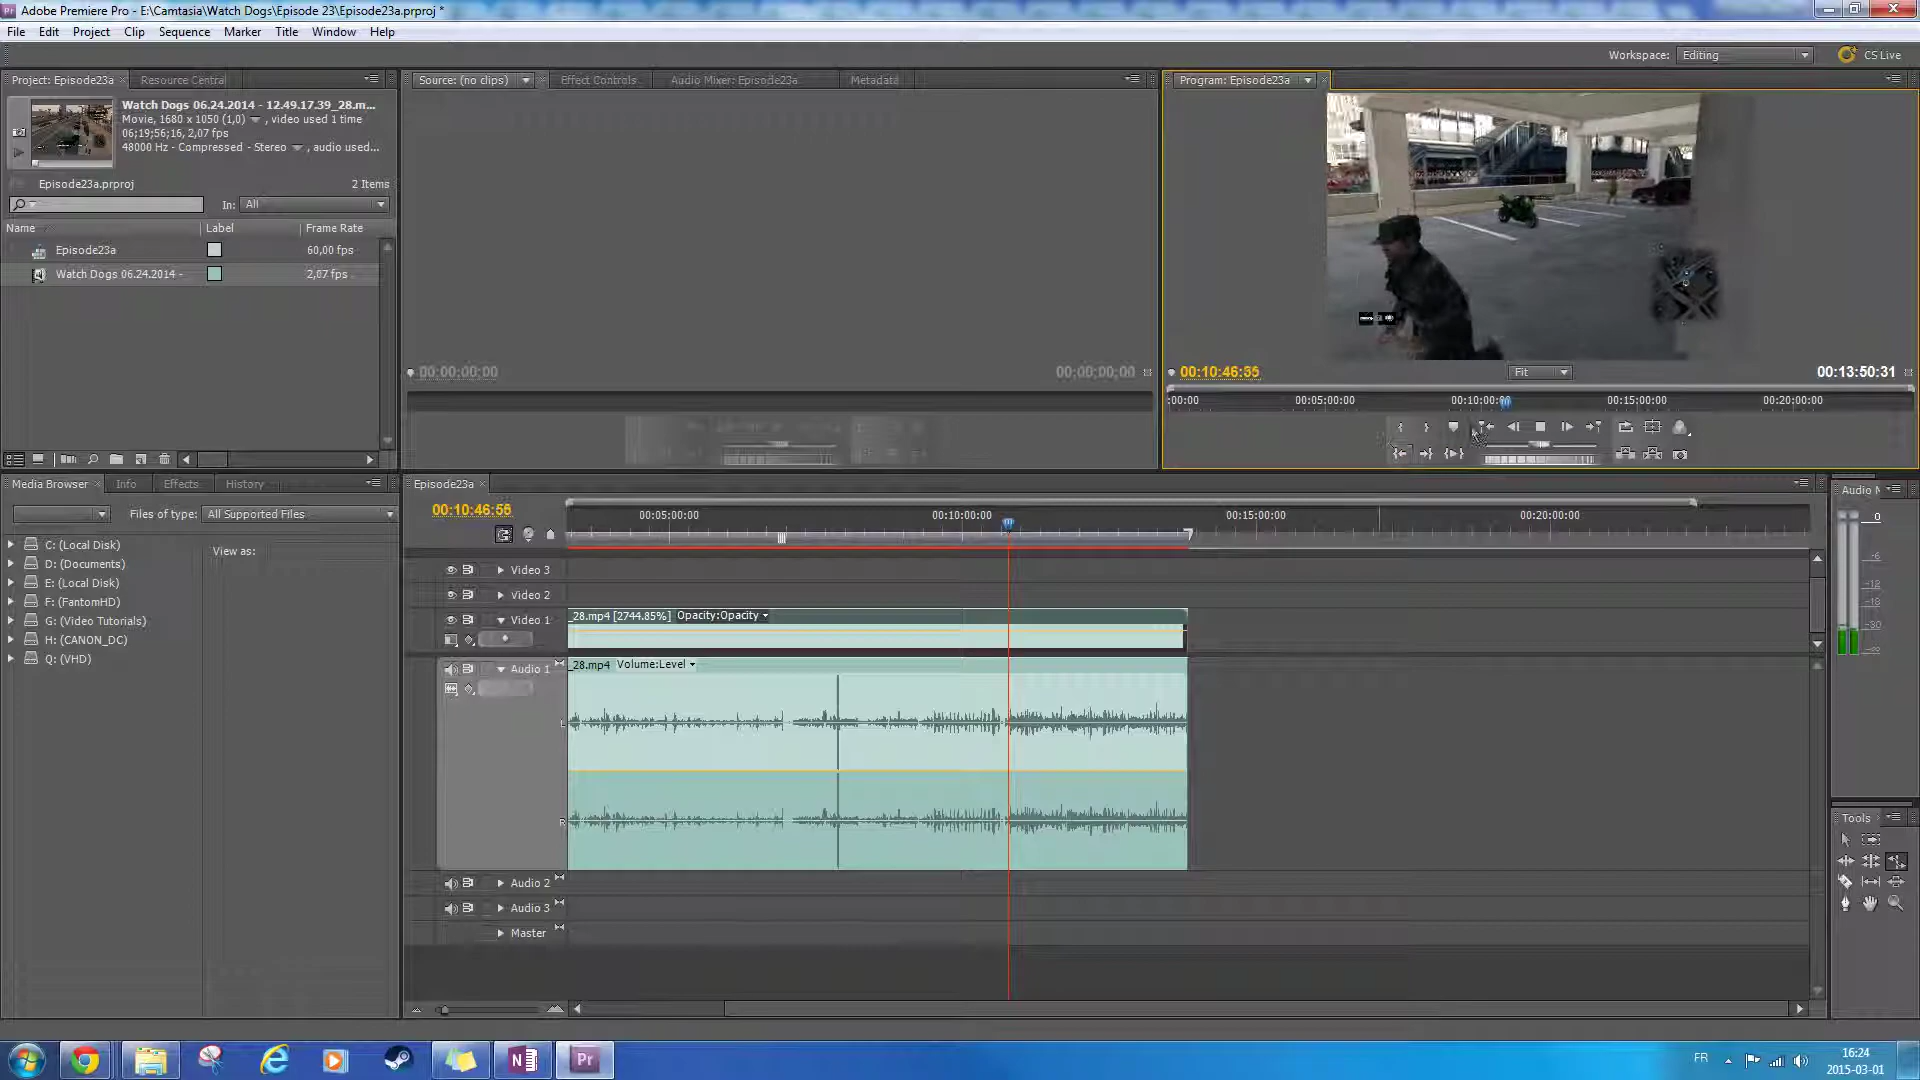 Adobe Premiere Pro - E:\Camtasia\Watch Dogs\Episode 23\Episode23a.prproj *
File Edit Project Clip Sequence Marker Title Window Help
Workspace: Editing CS Live
Project: Episode23a Resource Central
Source: (no clips) Effect Controls Audio Mixer: Episode23a Metadata
Program: Episode23a
Watch Dogs 06.24.2014 - 12.49.17.39_28.m...
Movie, 1680 x 1050 (1,0) , video used 1 time
06;19;56;16, 2,07 fps
48000 Hz - Compressed - Stereo , audio used...
Episode23a.prproj 2 Items
In: All
Name Label Frame Rate
Episode23a 60,00 fps
Watch Dogs 06.24.2014 - 2,07 fps
00;00;00;00 00;00;00;00
00:10:46:35 Fit 00:13:50:31
:00:00 00:05:00:00 00:10:00:00 00:15:00:00 00:20:00:00
Media Browser Info Effects History
Files of type: All Supported Files
View as:
C: (Local Disk)
D: (Documents)
E: (Local Disk)
F: (FantomHD)
G: (Video Tutorials)
H: (CANON_DC)
Q: (VHD)
Episode23a
00:10:46:55
00:05:00:00 00:10:00:00 00:15:00:00 00:20:00:00
Video 3
Video 2
Video 1
_28.mp4 [2744.85%] Opacity:Opacity
Audio 1
_28.mp4 Volume:Level
L
R
Audio 2
Audio 3
Master
Audio
0
-6
-12
-18
-30
Tools
Pr
FR
16:24
2015-03-01